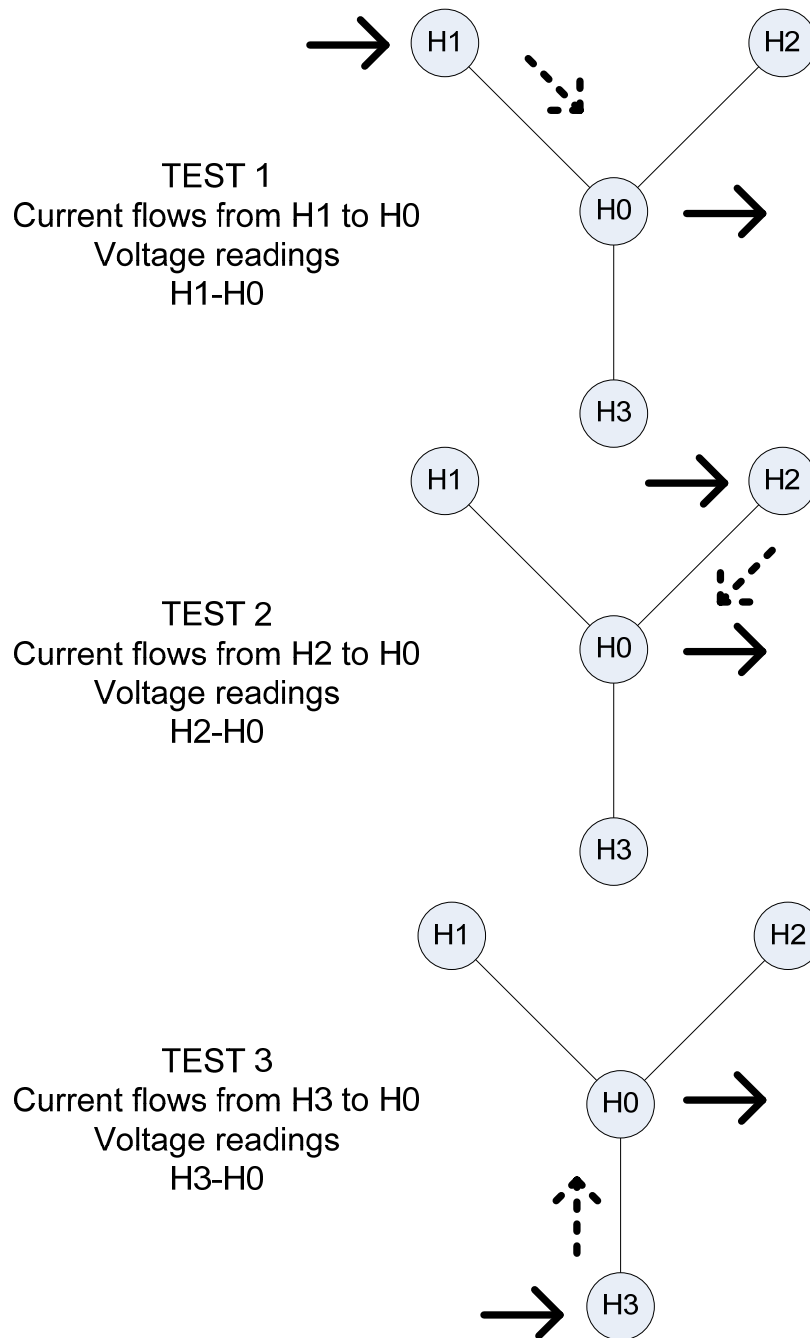 H1
H2
TEST 1
Current flows from H1 to H0
Voltage readings
H1-H0
H0
H3
H1
H2
TEST 2
Current flows from H2 to H0
Voltage readings
H2-H0
H0
H3
H1
H2
TEST 3
Current flows from H3 to H0
Voltage readings
H3-H0
H0
H3